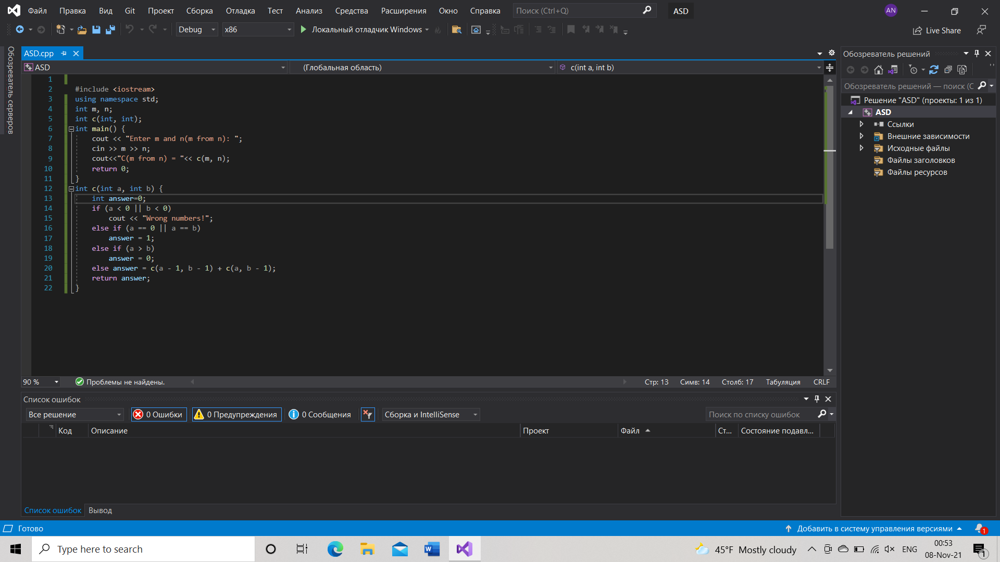 Файл Правка Вид Git Проект Сборка Отладка Тест Анализ Средства Расширения Окно Справка Поиск (Ctrl+Q) ASD AN
Debug x86 Локальный отладчик Windows Live Share
Обозреватель серверов
ASD.cpp
ASD (Глобальная область) c(int a, int b)
1
2 #include <iostream>
3 using namespace std;
4 int m, n;
5 int c(int, int);
6 int main() {
7 cout << "Enter m and n(m from n): ";
8 cin >> m >> n;
9 cout<<"C(m from n) = "<< c(m, n);
10 return 0;
11 }
12 int c(int a, int b) {
13 int answer=0;
14 if (a < 0 || b < 0)
15 cout << "Wrong numbers!";
16 else if (a == 0 || a == b)
17 answer = 1;
18 else if (a > b)
19 answer = 0;
20 else answer = c(a - 1, b - 1) + c(a, b - 1);
21 return answer;
22 }
90 % Проблемы не найдены. Стр: 13 Симв: 14 Столб: 17 Табуляция CRLF
Список ошибок
Все решение 0 Ошибки 0 Предупреждения 0 Сообщения Сборка и IntelliSense Поиск по списку ошибок
Код Описание Проект Файл Ст... Состояние подавл...
Список ошибок Вывод
Обозреватель решений
Обозреватель решений — поиск (C
Решение "ASD" (проекты: 1 из 1)
ASD
Ссылки
Внешние зависимости
Исходные файлы
Файлы заголовков
Файлы ресурсов
Готово Добавить в систему управления версиями 1
Type here to search 45°F Mostly cloudy ENG 00:53
08-Nov-21 1